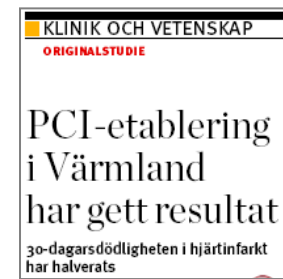 KLINIK OCH VETENSKAP
ORIGINALSTUDIE
PCI-etablering
i Värmland
har gett resultat
30-dagarsdödligheten i hjärtinfarkt
har halverats